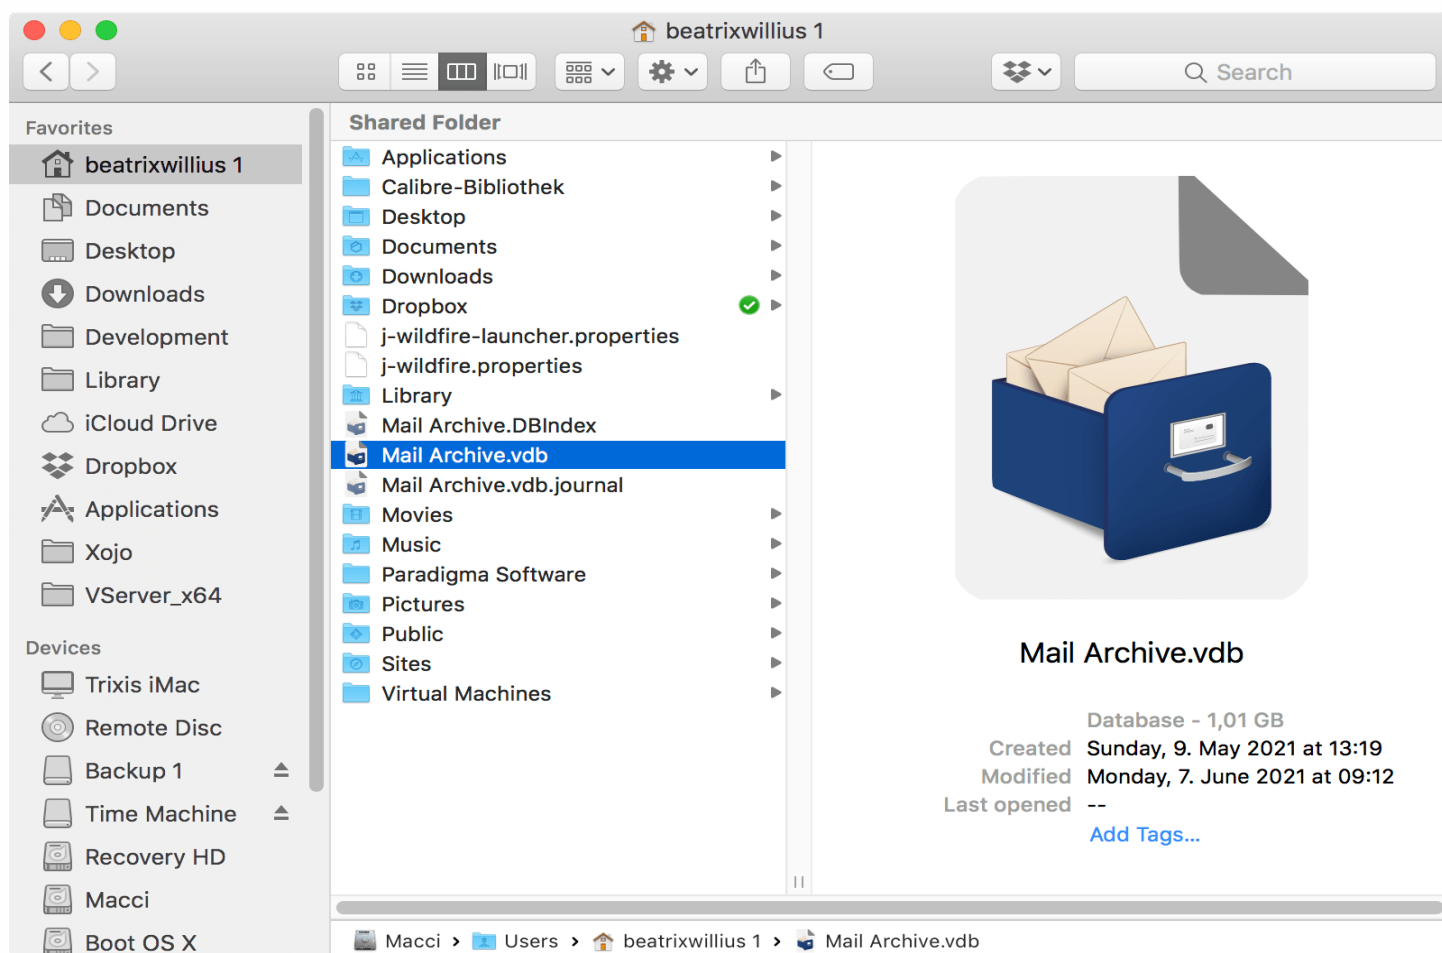 beatrixwillius 1
Search
Favorites
beatrixwillius 1
Documents
Desktop
Downloads
Development
Library
iCloud Drive
Dropbox
Applications
Xojo
VServer_x64
Devices
Trixis iMac
Remote Disc
Backup 1
Time Machine
Recovery HD
Macci
Boot OS X
Shared Folder
Applications
Calibre-Bibliothek
Desktop
Documents
Downloads
Dropbox
j-wildfire-launcher.properties
j-wildfire.properties
Library
Mail Archive.DBIndex
Mail Archive.vdb
Mail Archive.vdb.journal
Movies
Music
Paradigma Software
Pictures
Public
Sites
Virtual Machines
Mail Archive.vdb
Database - 1,01 GB
Created Sunday, 9. May 2021 at 13:19
Modified Monday, 7. June 2021 at 09:12
Last opened --
Add Tags...
Macci › Users › beatrixwillius 1 › Mail Archive.vdb